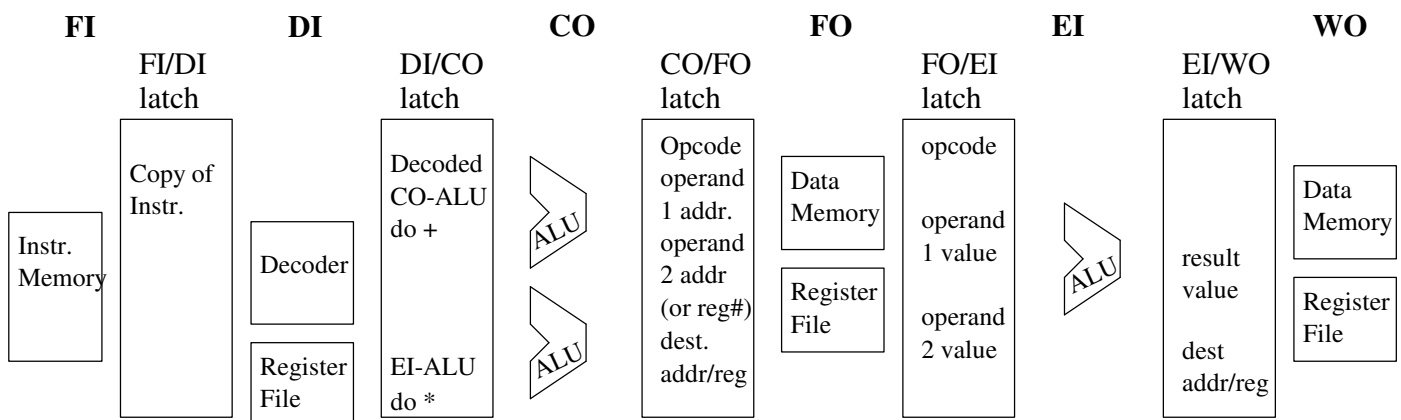 FI
DI
CO
FO
EI
WO
FI/DI
latch
DI/CO
latch
CO/FO
latch
FO/EI
latch
EI/WO
latch
Instr.
Memory
Copy of
Instr.
Decoder
Register
File
Decoded
CO-ALU
do +
EI-ALU
do *
ALU
ALU
Opcode
operand
1 addr.
operand
2 addr
(or reg#)
dest.
addr/reg
Data
Memory
Register
File
opcode
operand
1 value
operand
2 value
ALU
result
value
dest
addr/reg
Data
Memory
Register
File